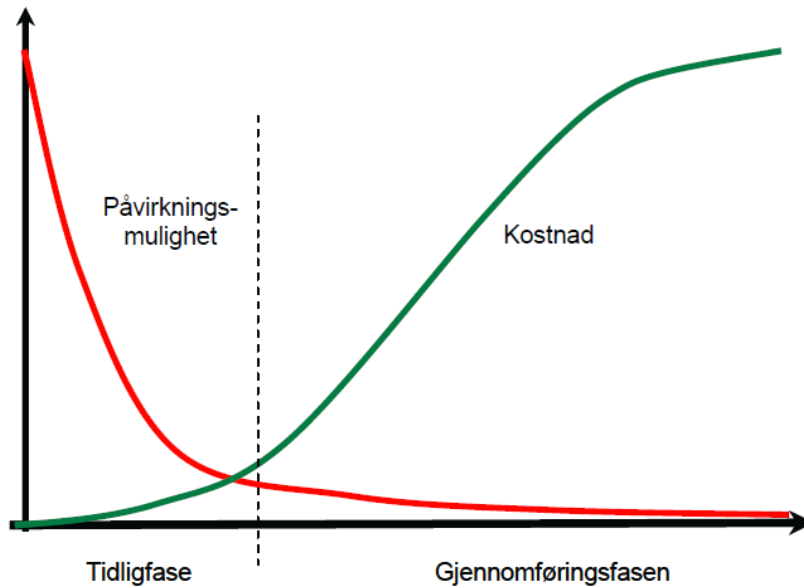 Påvirknings-
mulighet
Kostnad
Tidligfase
Gjennomføringsfasen